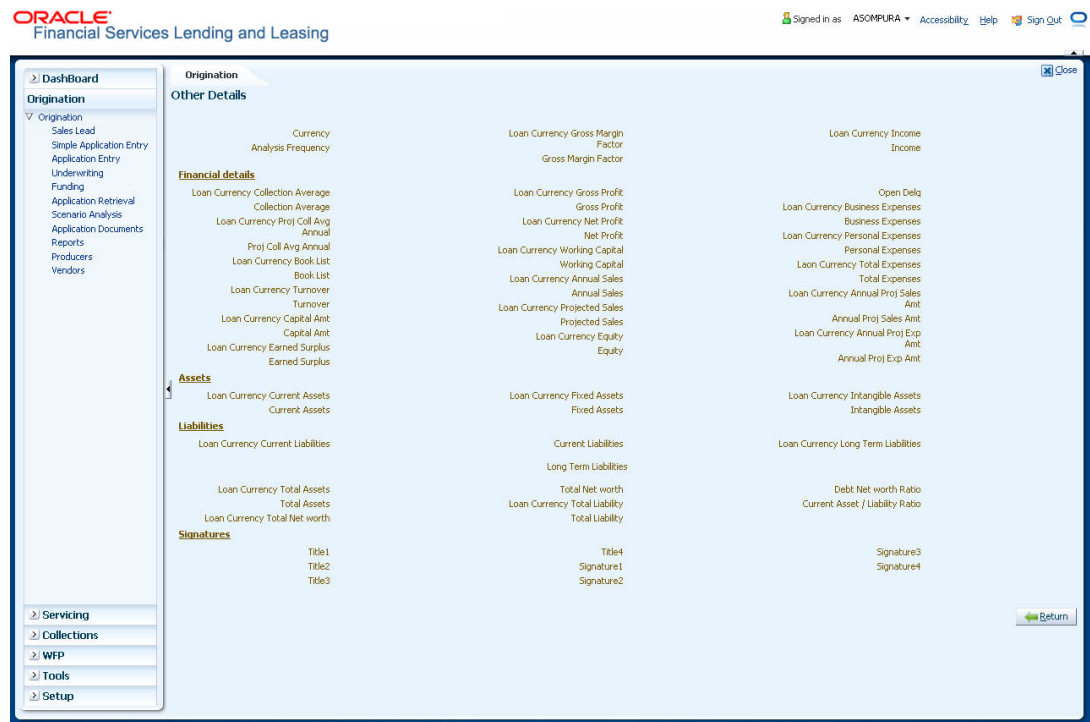 ORACLE
Financial Services Lending and Leasing
Signed in as ASOMPURA Accessibility Help Sign Out
Close
DashBoard
Origination
Origination
Sales Lead
Simple Application Entry
Application Entry
Underwriting
Funding
Application Retrieval
Scenario Analysis
Application Documents
Reports
Producers
Vendors
Servicing
Collections
WFP
Tools
Setup
Origination
Other Details
Currency
Analysis Frequency
Loan Currency Gross Margin
Factor
Gross Margin Factor
Loan Currency Income
Income
Financial details
Loan Currency Collection Average
Collection Average
Loan Currency Proj Coll Avg
Annual
Proj Coll Avg Annual
Loan Currency Book List
Book List
Loan Currency Turnover
Turnover
Loan Currency Capital Amt
Capital Amt
Loan Currency Earned Surplus
Earned Surplus
Loan Currency Gross Profit
Gross Profit
Loan Currency Net Profit
Net Profit
Loan Currency Working Capital
Working Capital
Loan Currency Annual Sales
Annual Sales
Loan Currency Projected Sales
Projected Sales
Loan Currency Equity
Equity
Open Delq
Loan Currency Business Expenses
Business Expenses
Loan Currency Personal Expenses
Personal Expenses
Laon Currency Total Expenses
Total Expenses
Loan Currency Annual Proj Sales
Amt
Annual Proj Sales Amt
Loan Currency Annual Proj Exp
Amt
Annual Proj Exp Amt
Assets
Loan Currency Current Assets
Current Assets
Loan Currency Fixed Assets
Fixed Assets
Loan Currency Intangible Assets
Intangible Assets
Liabilities
Loan Currency Current Liabilities
Current Liabilities
Loan Currency Long Term Liabilities
Long Term Liabilities
Loan Currency Total Assets
Total Assets
Loan Currency Total Net worth
Total Net worth
Loan Currency Total Liability
Total Liability
Debt Net worth Ratio
Current Asset / Liability Ratio
Signatures
Title1
Title2
Title3
Title4
Signature1
Signature2
Signature3
Signature4
Return